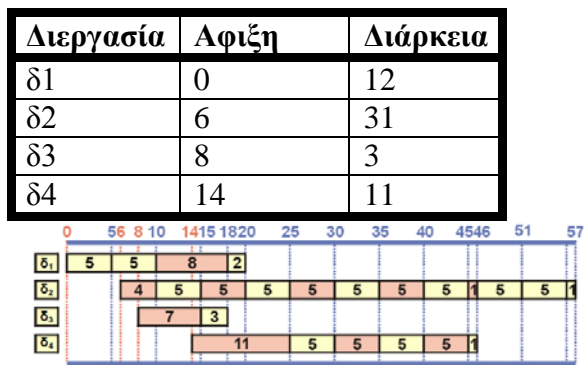 Διεργασία Αφιξη Διάρκεια
δ1 0 12
δ2 6 31
δ3 8 3
δ4 14 11
0 5 6 8 10 14 15 18 20 25 30 35 40 45 46 51 57
δ1 5 5 8 2
δ2 4 5 5 5 5 5 5 5 1 5 5 1
δ3 7 3
δ4 11 5 5 5 5 1